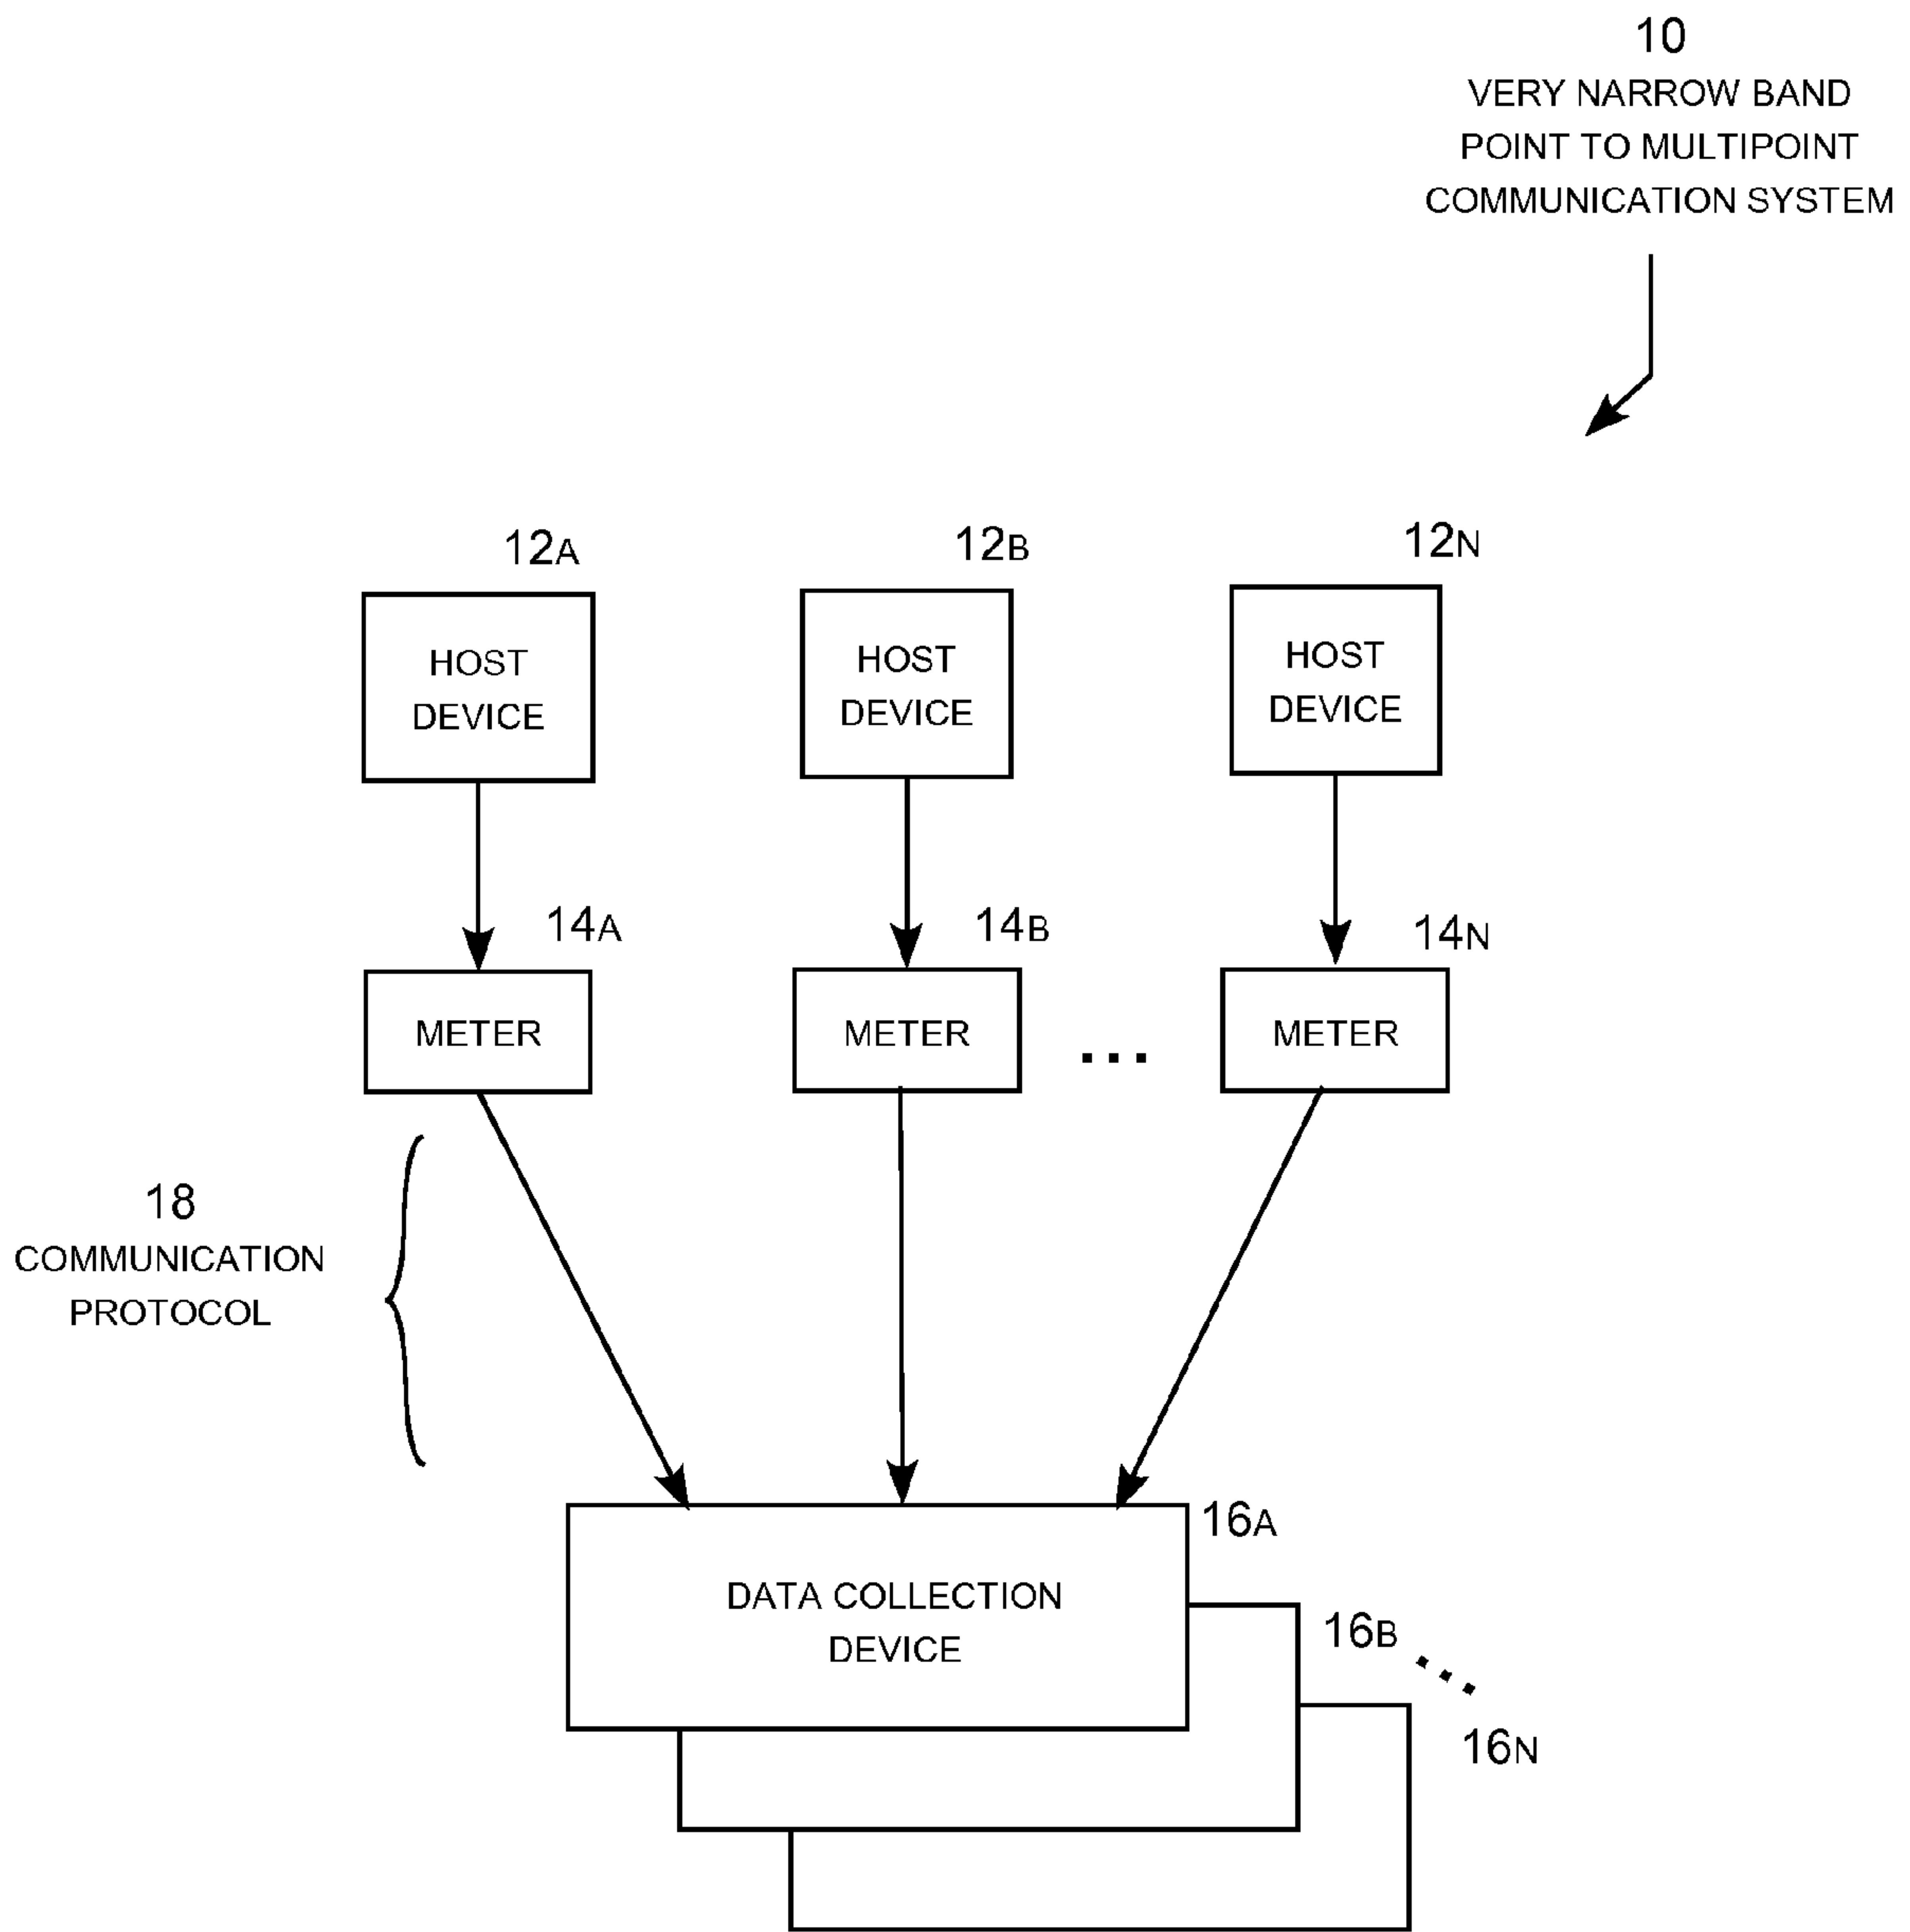 10
VERY NARROW BAND
POINT TO MULTIPOINT
COMMUNICATION SYSTEM
12A
12B
12N
HOST
DEVICE
HOST
DEVICE
HOST
DEVICE
14A
14B
14N
METER
METER
...
METER
18
COMMUNICATION
PROTOCOL
16A
DATA COLLECTION
DEVICE
16B
...
16N